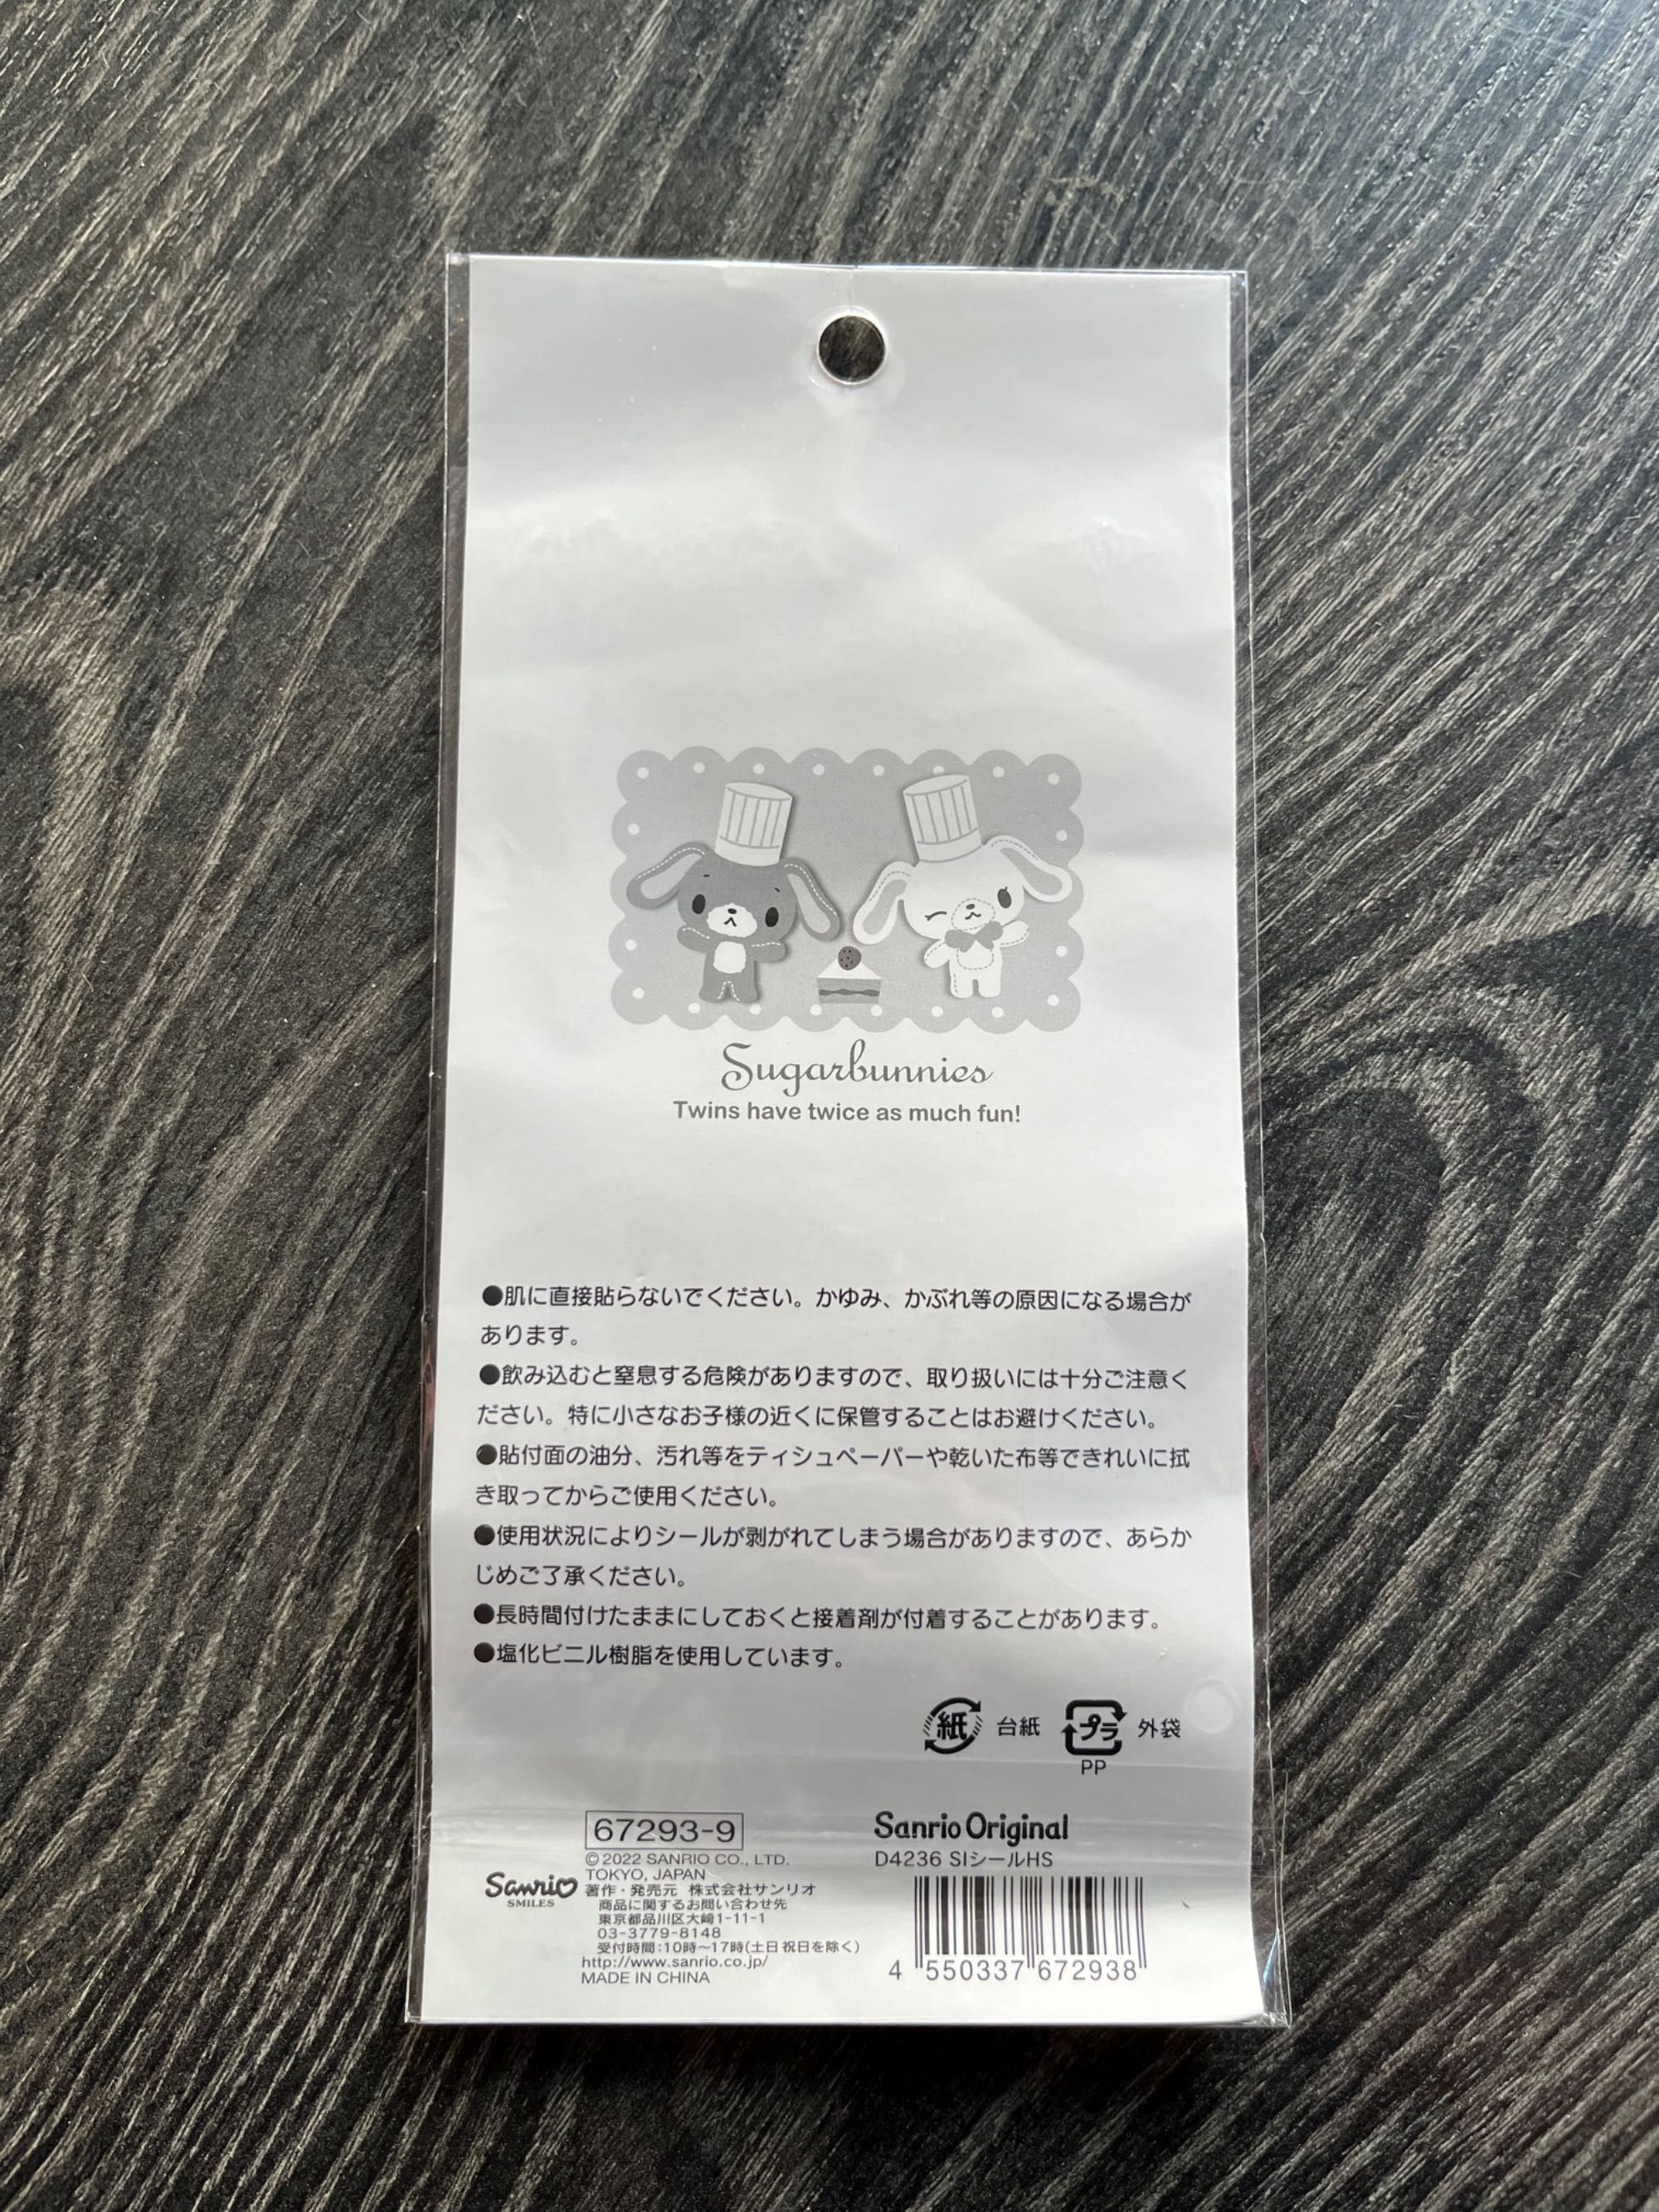 Sugarbunnies
Twins have twice as much fun!
●肌に直接貼らないでください。かゆみ、かぶれ等の原因になる場合が
あります。
●飲み込むと窒息する危険がありますので、取り扱いには十分ご注意く
ださい。特に小さなお子様の近くに保管することはお避けください。
●貼付面の油分、汚れ等をティシュペーパーや乾いた布等できれいに拭
き取ってからご使用ください。
●使用状況によりシールが剥がれてしまう場合がありますので、あらか
じめご了承ください。
●長時間付けたままにしておくと接着剤が付着することがあります。
●塩化ビニル樹脂を使用しています。
紙 台紙 プラ 外袋
PP
67293-9
©2022 SANRIO CO., LTD.
TOKYO, JAPAN
Sanrio
SMILES
著作・発売元 株式会社サンリオ
商品に関するお問い合わせ先
東京都品川区大崎1-11-1
03-3779-8148
受付時間:10時～17時(土日祝日を除く)
http://www.sanrio.co.jp/
MADE IN CHINA
Sanrio Original
D4236 SIシールHS
4 550337 672938